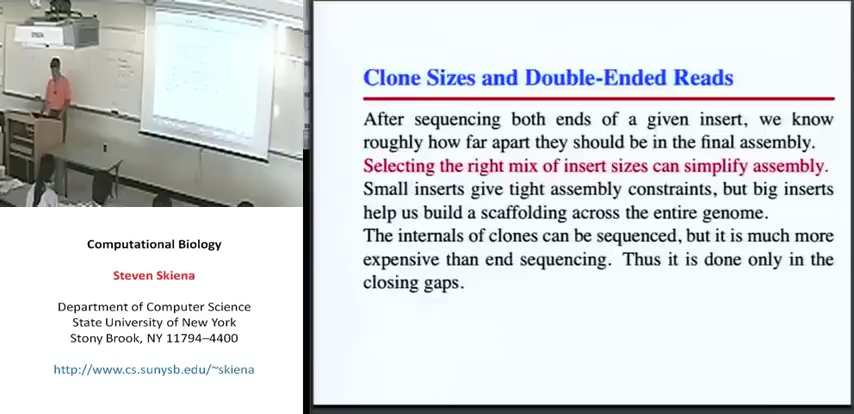 Computational Biology
Steven Skiena
Department of Computer Science
State University of New York
Stony Brook, NY 11794–4400
http://www.cs.sunysb.edu/~skiena
Clone Sizes and Double-Ended Reads
After sequencing both ends of a given insert, we know
roughly how far apart they should be in the final assembly.
Selecting the right mix of insert sizes can simplify assembly.
Small inserts give tight assembly constraints, but big inserts
help us build a scaffolding across the entire genome.
The internals of clones can be sequenced, but it is much more
expensive than end sequencing. Thus it is done only in the
closing gaps.